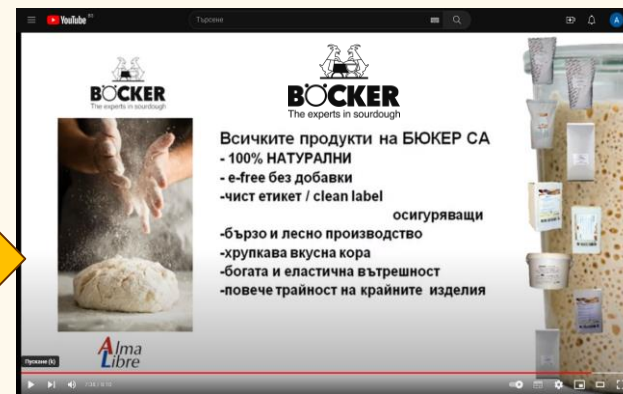 YouTube BG
Търсене
A
BÖCKER
The experts in sourdough
BÖCKER
The experts in sourdough
Всичките продукти на БЮКЕР СА
- 100% НАТУРАЛНИ
- e-free без добавки
-чист етикет / clean label
осигуряващи
-бързо и лесно производство
-хрупкава вкусна кора
-богата и еластична вътрешност
-повече трайност на крайните изделия
Alma
Libre
Пускане (k)